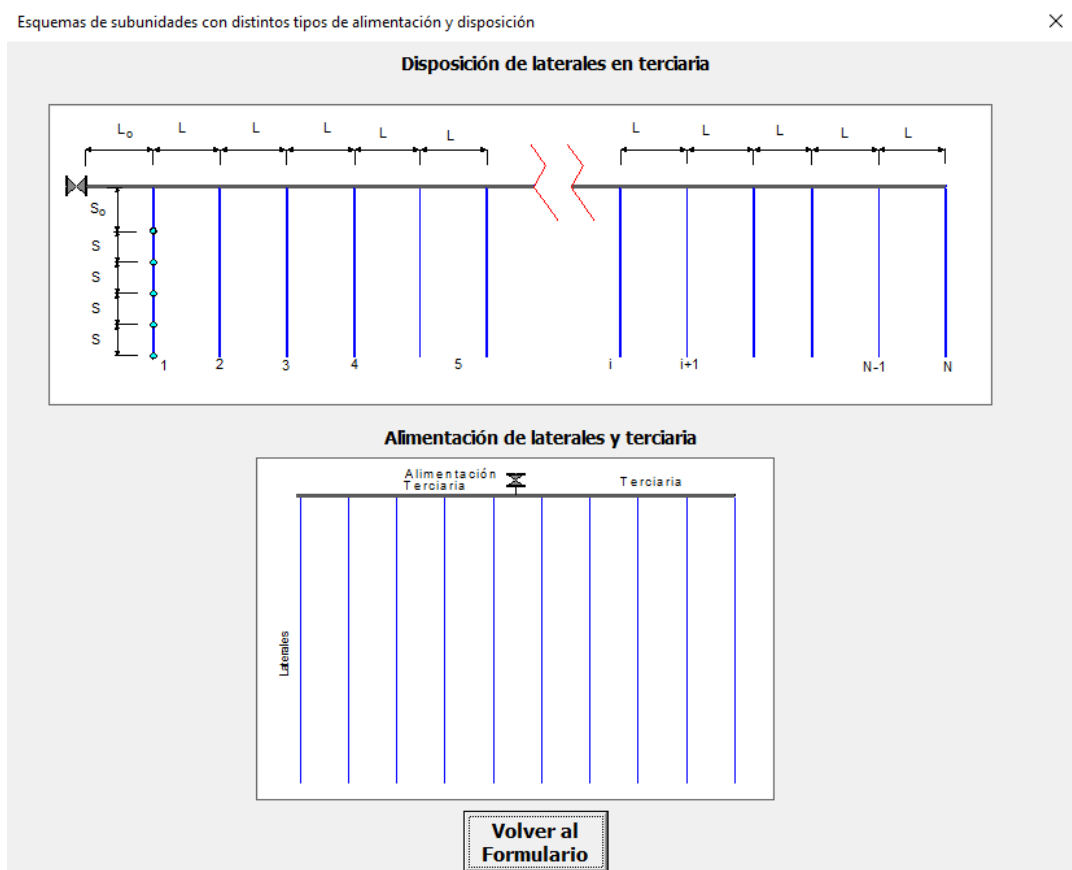 Esquemas de subunidades con distintos tipos de alimentación y disposición
Disposición de laterales en terciaria
Lo L L L L L L L L L L
So
S
S
S
S
1 2 3 4 5 i i+1 N-1 N
Alimentación de laterales y terciaria
Alimentación
Terciaria
Terciaria
Laterales
Volver al
Formulario